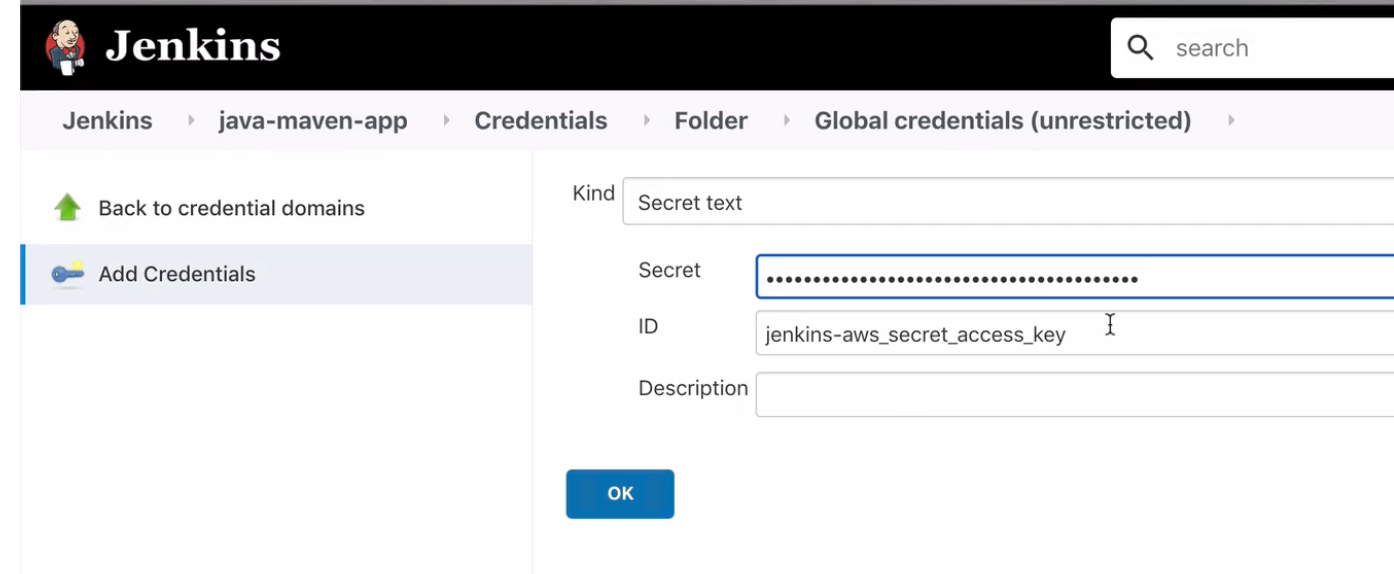 Jenkins
search
Jenkins java-maven-app Credentials Folder Global credentials (unrestricted)
Back to credential domains
Add Credentials
Kind Secret text
Secret ••••••••••••••••••••••••••••••••••••••••
ID jenkins-aws_secret_access_key
Description
OK